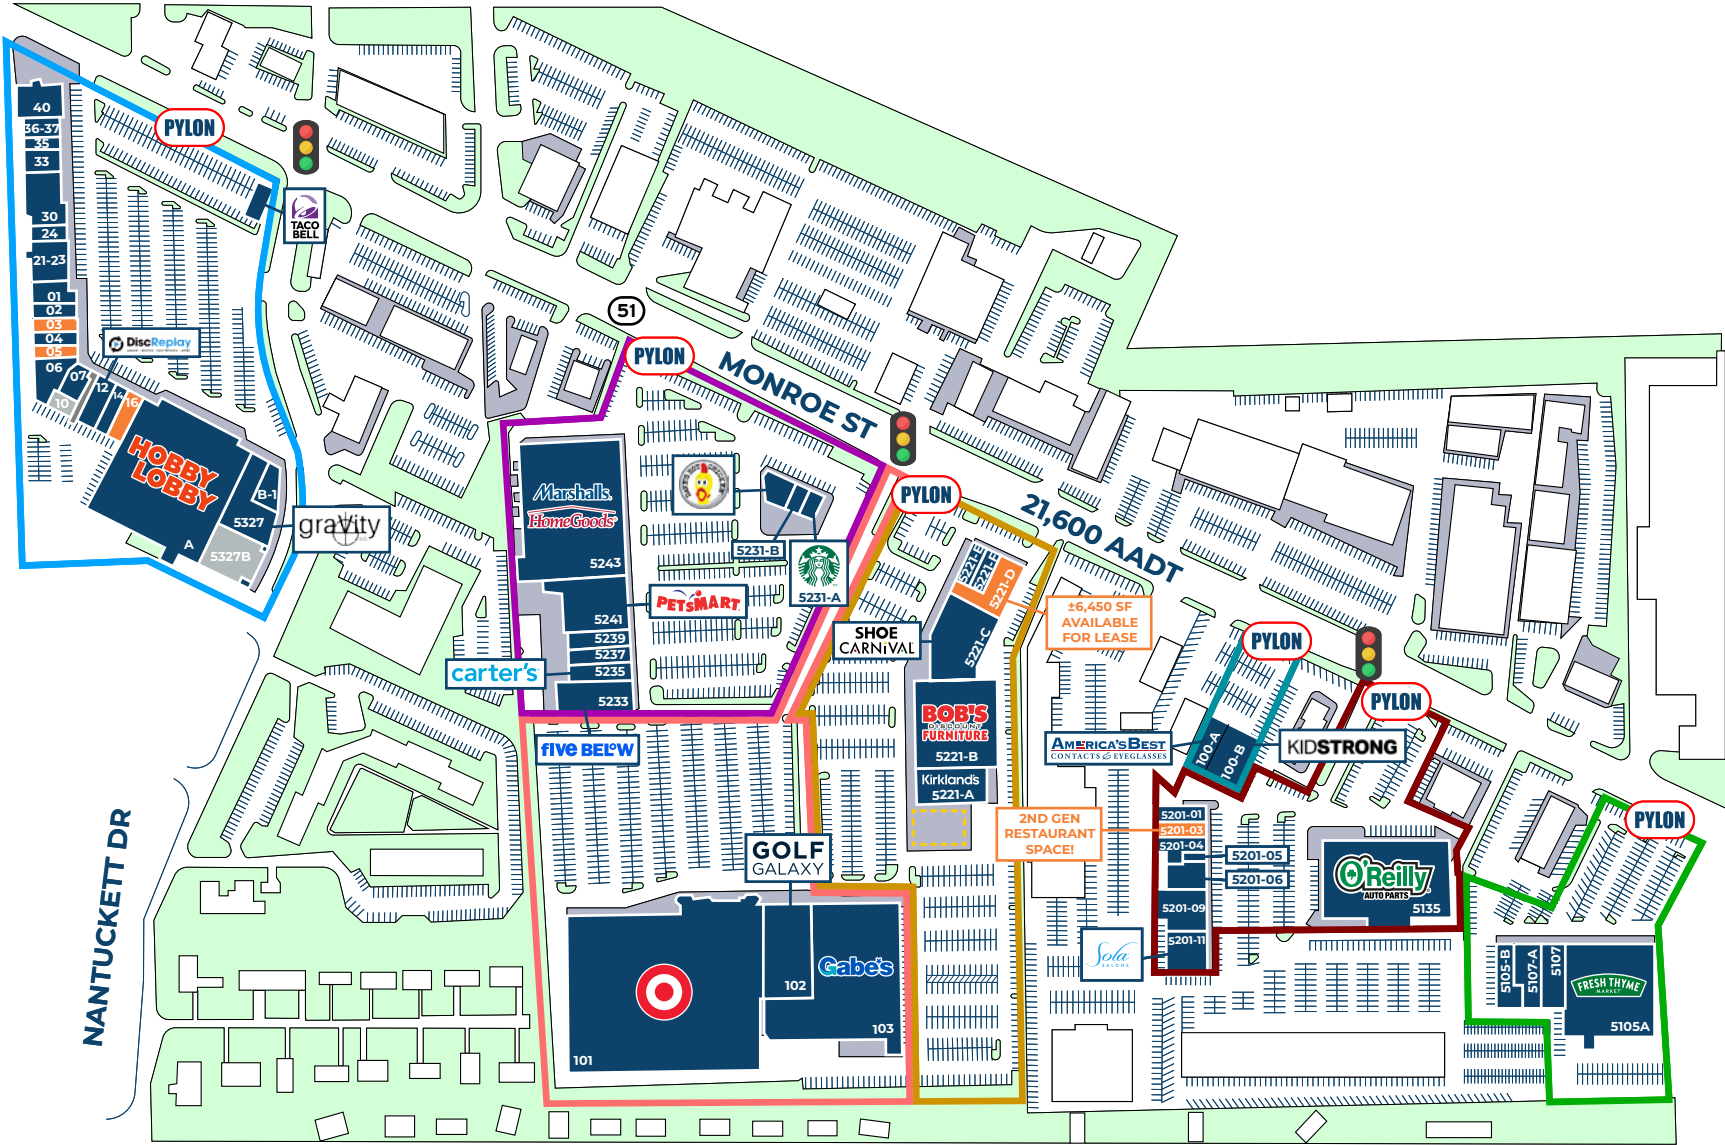 40
36-37
35
33
30
24
21-23
01
02
03
04
05
06
07
10
12
14
16
PYLON
TACO
BELL
DiscReplay
HOBBY
LOBBY
A
B-1
5327
5327B
gravity
51
PYLON
MONROE ST
21,600 AADT
Marshalls
HomeGoods
5243
5241
5239
5237
5235
5233
PETSMART
carter's
five BELOW
5231-B
5231-A
PYLON
5221-E
5221-F
5221-D
±6,450 SF
AVAILABLE
FOR LEASE
SHOE
CARNIVAL
5221-C
BOB'S
DISCOUNT
FURNITURE
5221-B
Kirkland's
5221-A
2ND GEN
RESTAURANT
SPACE!
GOLF
GALAXY
101
102
Gabe's
103
NANTUCKETT DR
PYLON
AMERICA'S BEST
CONTACTS & EYEGLASSES
100-A
100-B
KIDSTRONG
PYLON
5201-01
5201-03
5201-04
5201-05
5201-06
5201-09
5201-11
Sola
SALONS
O'Reilly
AUTO PARTS
5135
PYLON
5105-B
5107-A
5107
FRESH THYME
MARKET
5105A